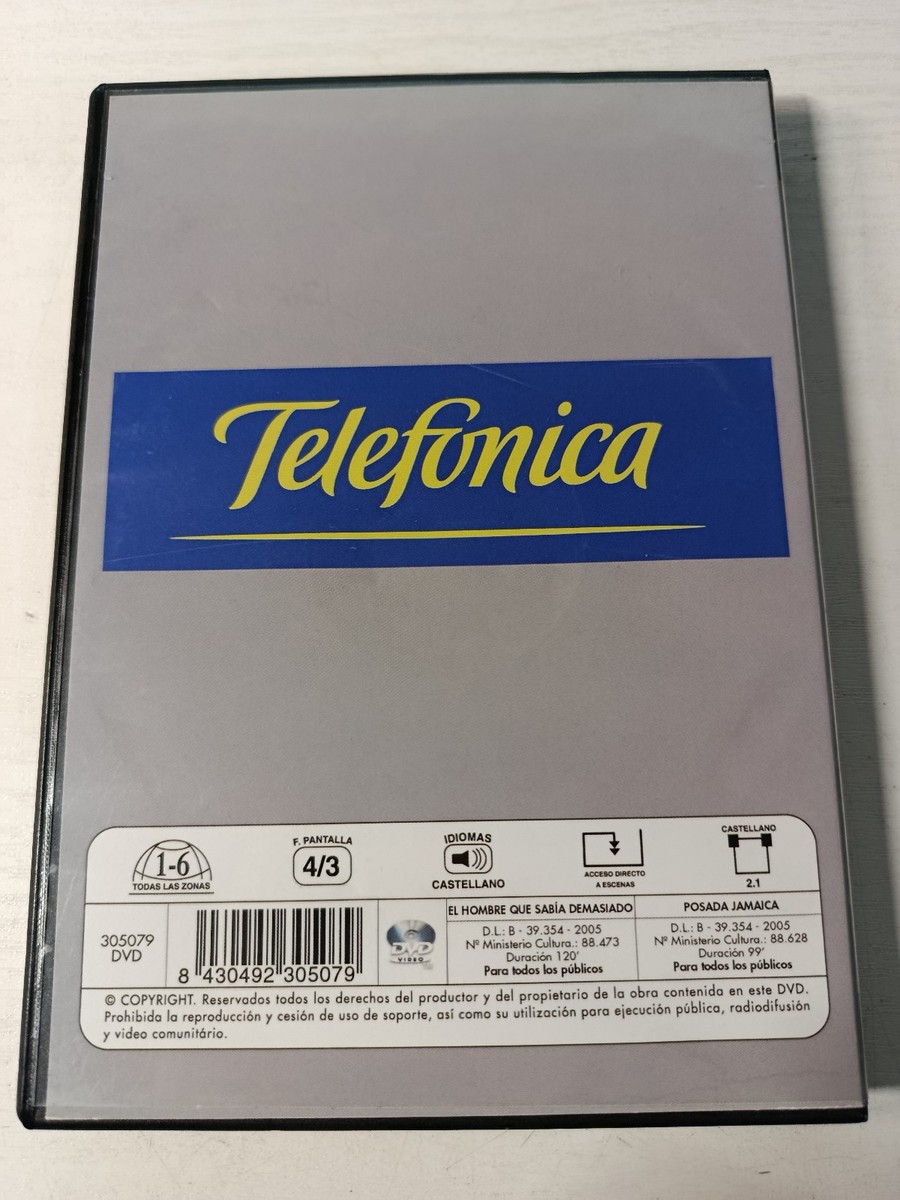 Telefonica
1-6
TODAS LAS ZONAS
F. PANTALLA
4/3
IDIOMAS
CASTELLANO
ACCESO DIRECTO
A ESCENAS
CASTELLANO
2.1
305079
DVD
8 430492 305079
DVD
VIDEO
EL HOMBRE QUE SABÍA DEMASIADO
D.L.: B - 39.354 - 2005
Nº Ministerio Cultura.: 88.473
Duración 120'
Para todos los públicos
POSADA JAMAICA
D.L.: B - 39.354 - 2005
Nº Ministerio Cultura.: 88.628
Duración 99'
Para todos los públicos
© COPYRIGHT. Reservados todos los derechos del productor y del propietario de la obra contenida en este DVD.
Prohibida la reproducción y cesión de uso de soporte, así como su utilización para ejecución pública, radiodifusión
y video comunitário.